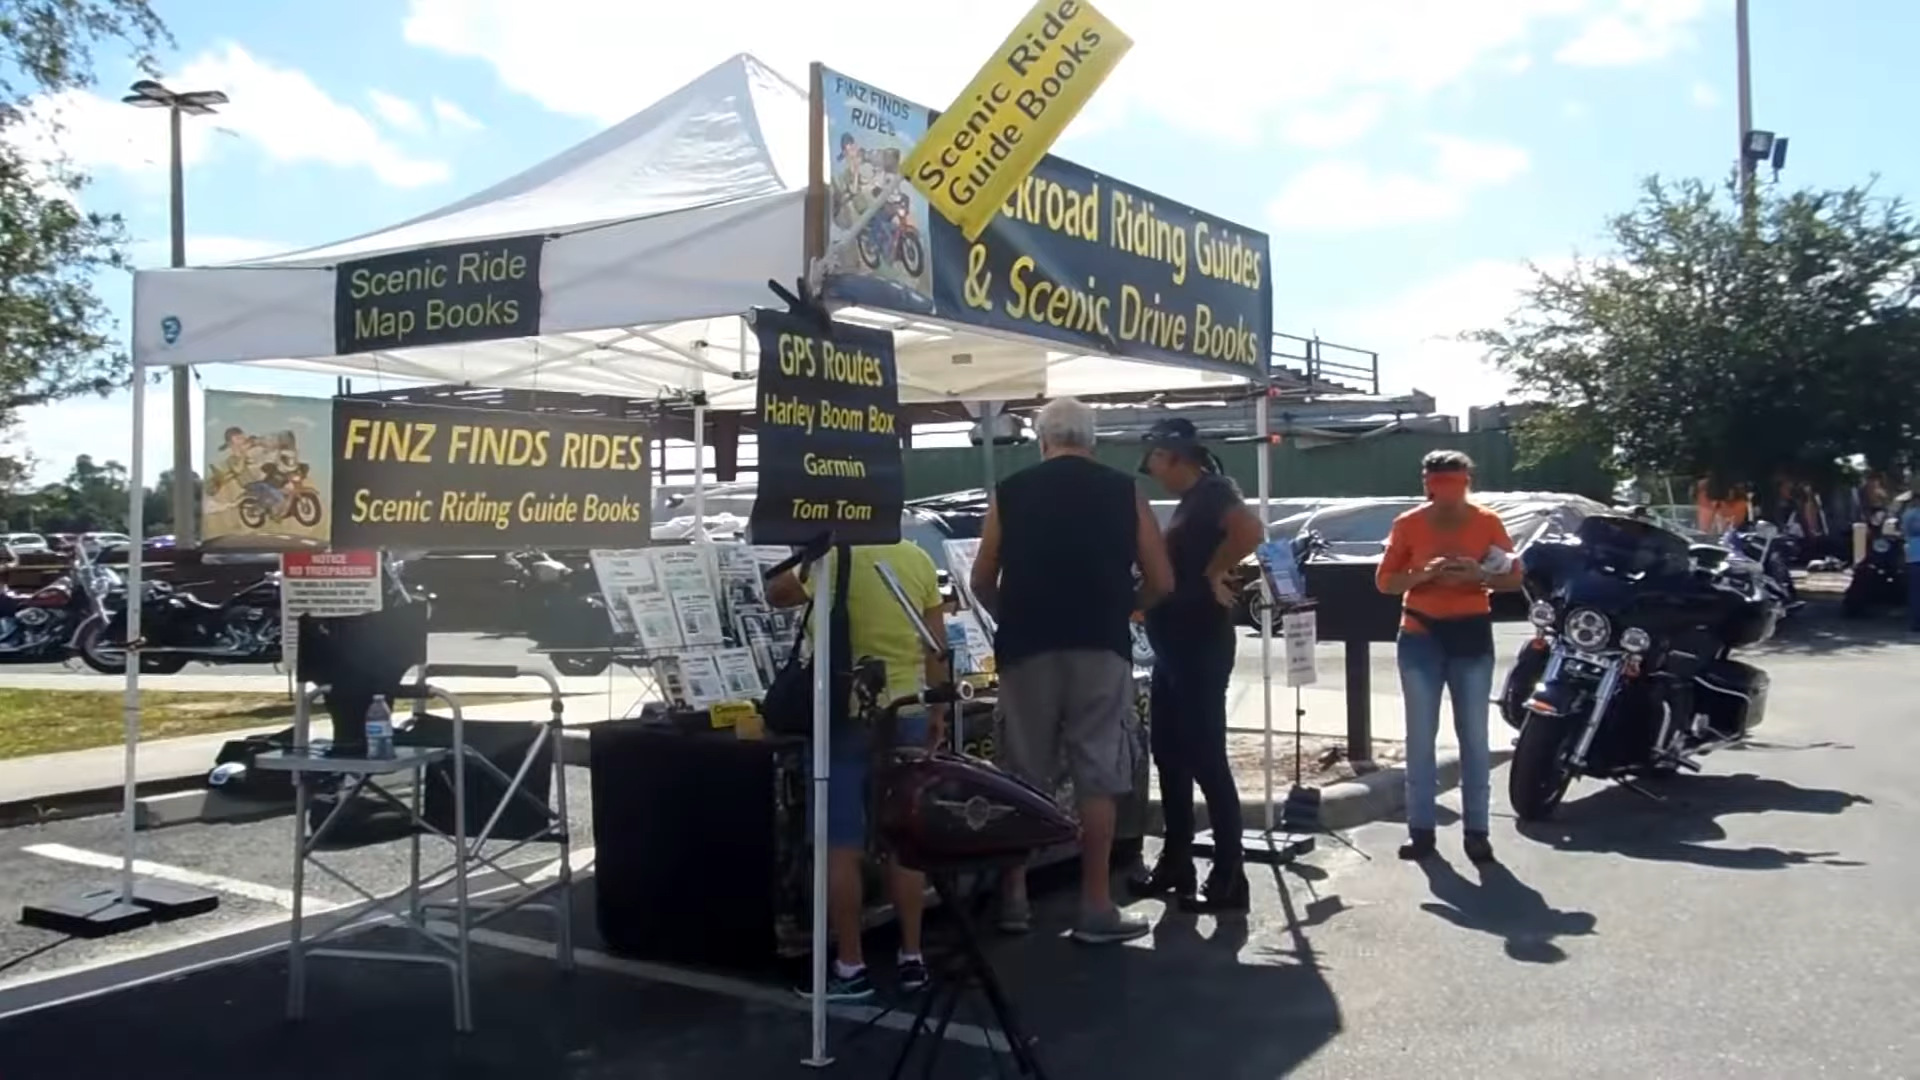 FINZ FINDS
RIDES
Scenic Ride
Guide Books
ckroad Riding Guides
& Scenic Drive Books
Scenic Ride
Map Books
GPS Routes
Harley Boom Box
Garmin
Tom Tom
FINZ FINDS RIDES
Scenic Riding Guide Books
NOTICE
NO TRESPASSING